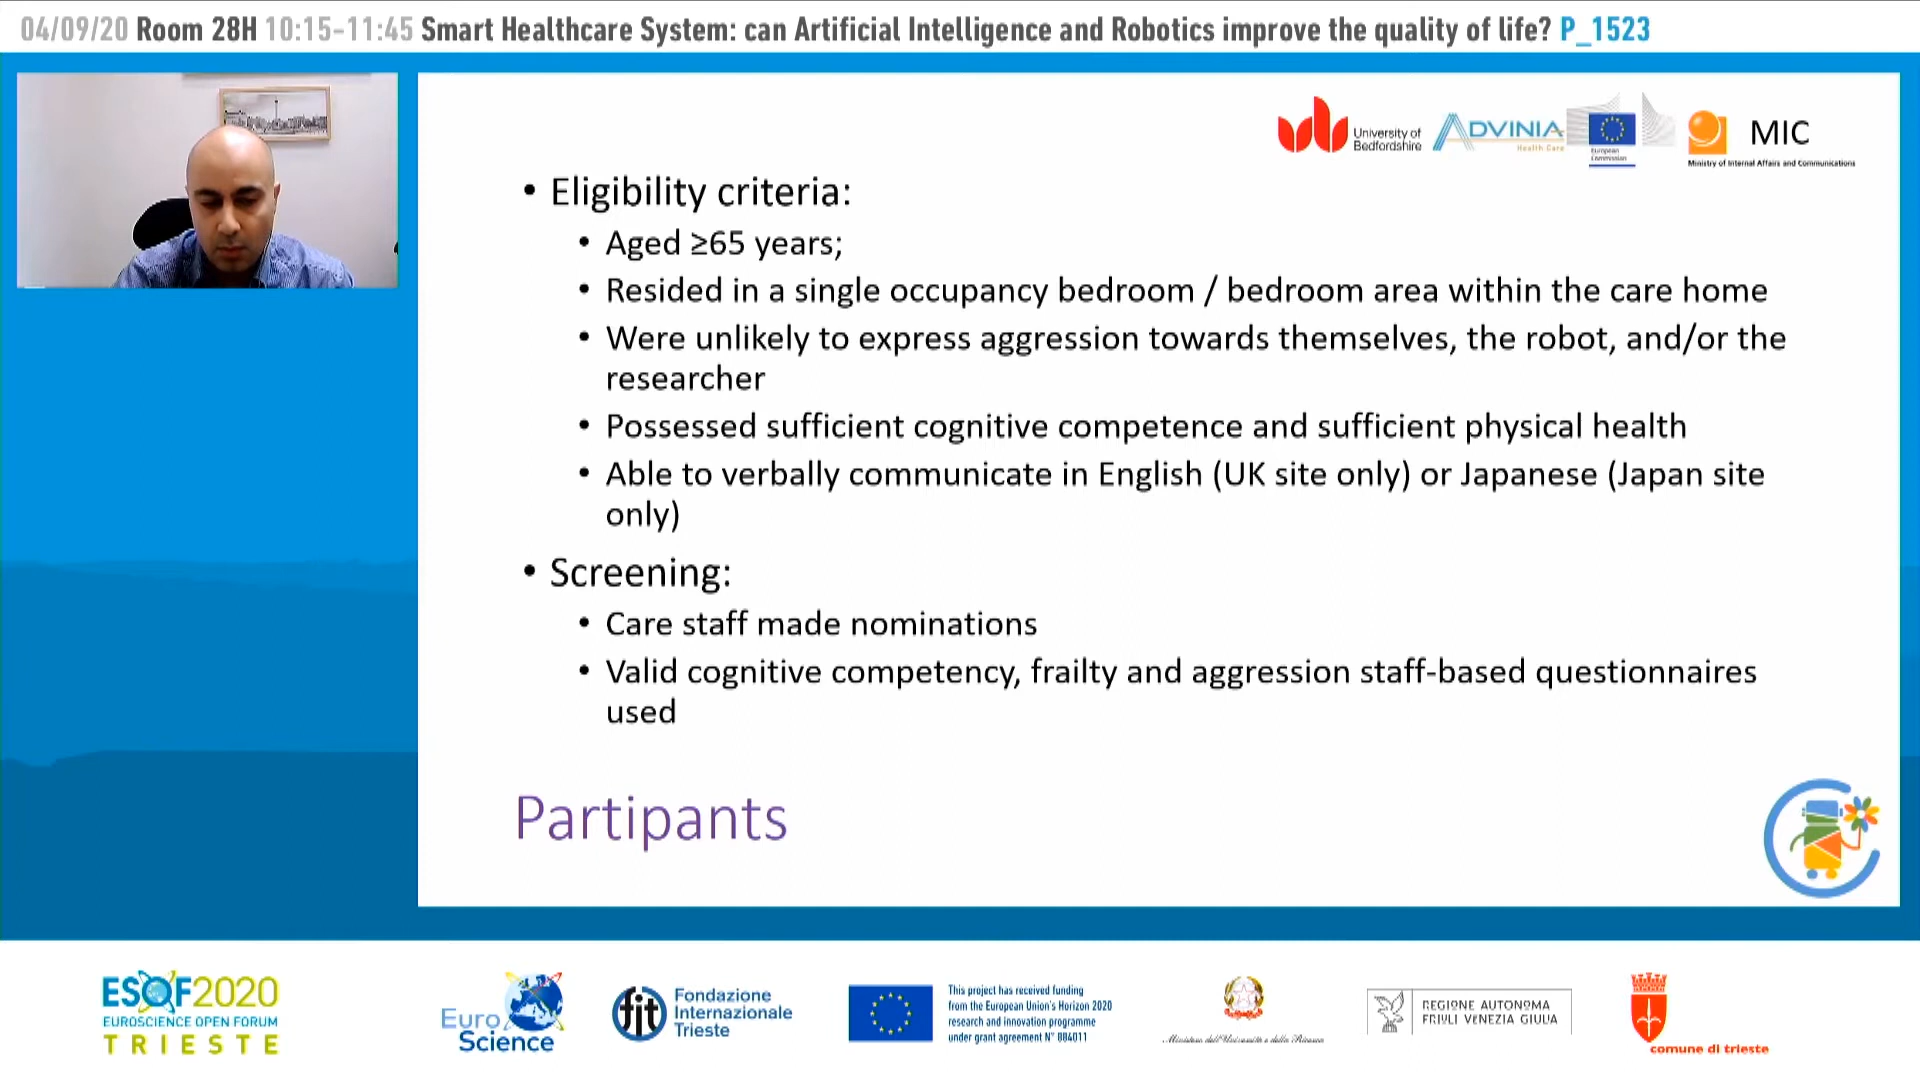 04/09/20 Room 28H 10:15-11:45 Smart Healthcare System: can Artificial Intelligence and Robotics improve the quality of life? P_1523
University of
Bedfordshire
ADVINIA
Health Care
European
Commission
MIC
Ministry of Internal Affairs and Communications
• Eligibility criteria:
• Aged ≥65 years;
• Resided in a single occupancy bedroom / bedroom area within the care home
• Were unlikely to express aggression towards themselves, the robot, and/or the
researcher
• Possessed sufficient cognitive competence and sufficient physical health
• Able to verbally communicate in English (UK site only) or Japanese (Japan site
only)
• Screening:
• Care staff made nominations
• Valid cognitive competency, frailty and aggression staff-based questionnaires
used
Partipants
ESOF2020
EUROSCIENCE OPEN FORUM
TRIESTE
Euro
Science
fit
Fondazione
Internazionale
Trieste
This project has received funding
from the European Union's Horizon 2020
research and innovation programme
under grant agreement N° 884011
Ministero dell'Università e della Ricerca
REGIONE AUTONOMA
FRIULI VENEZIA GIULIA
comune di trieste